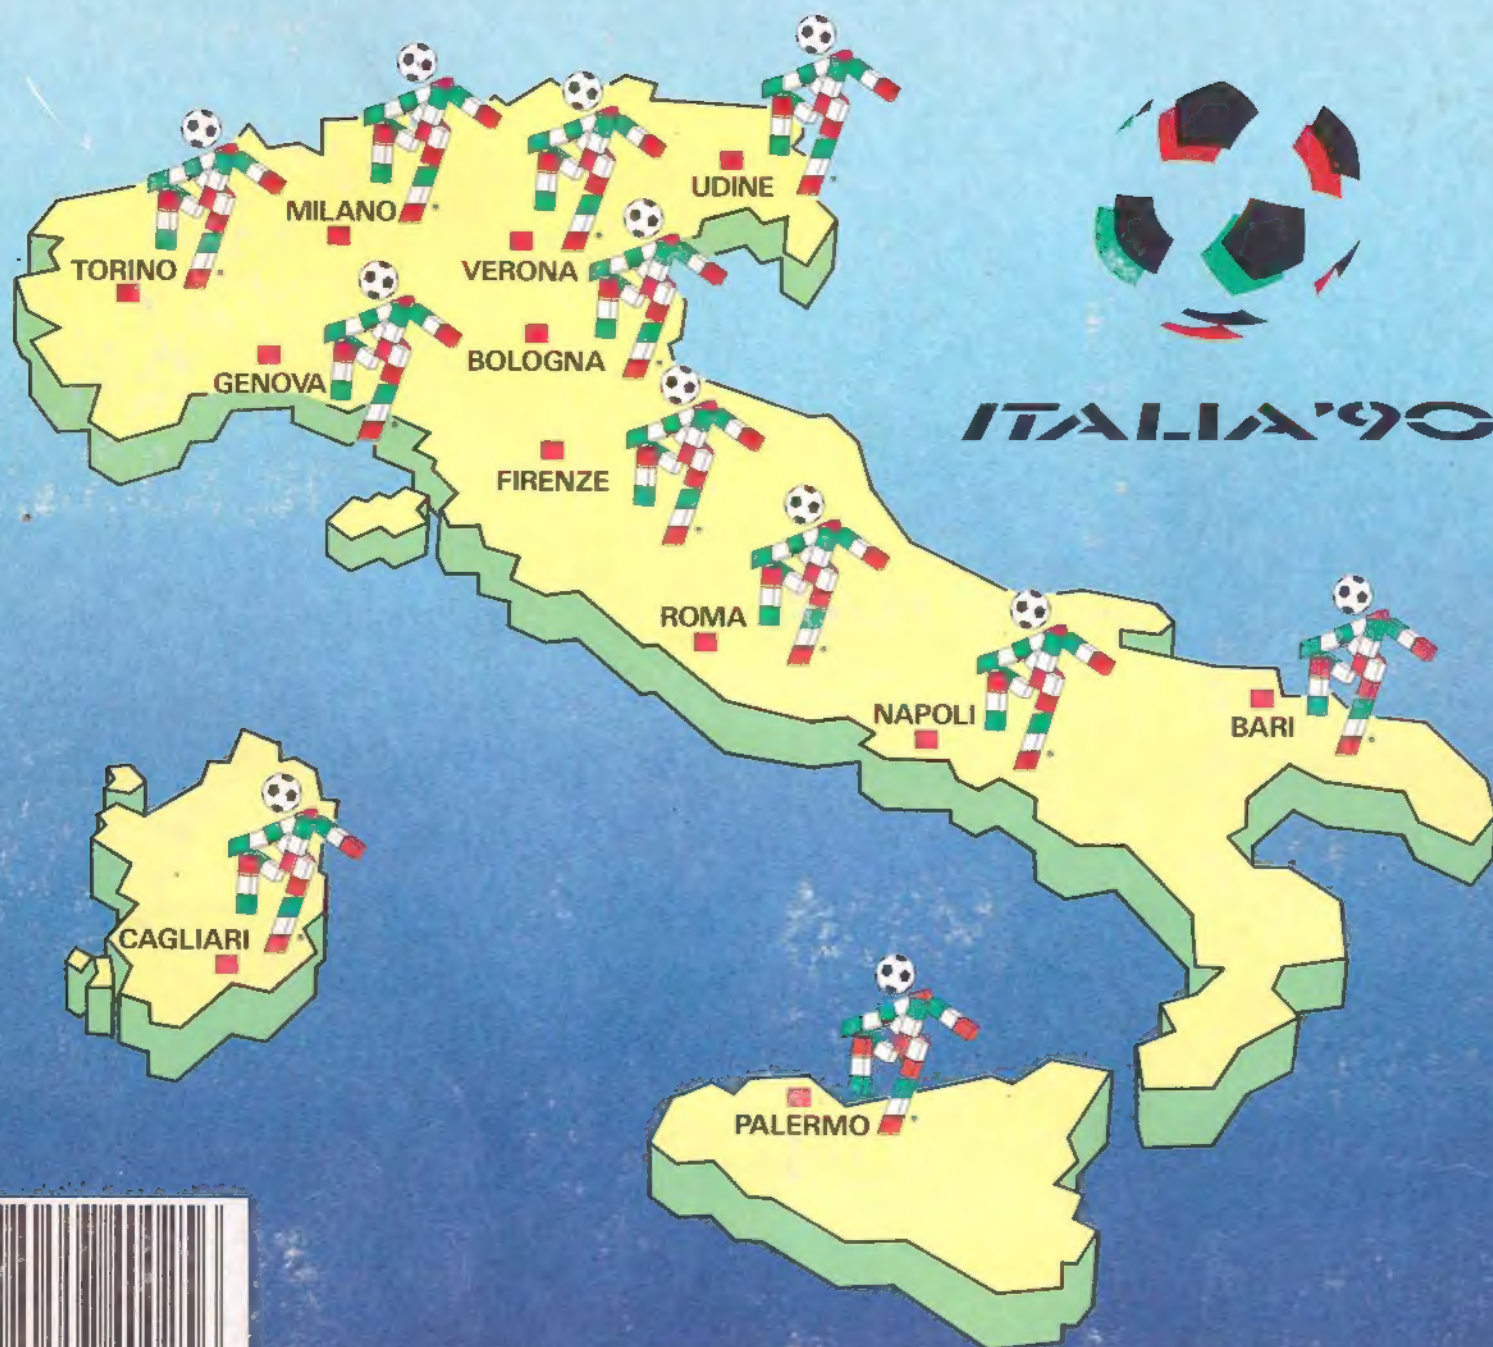 UDINE
MILANO
TORINO
VERONA
GENOVA
BOLOGNA
ITALIA'90
FIRENZE
ROMA
NAPOLI
BARI
CAGLIARI
PALERMO